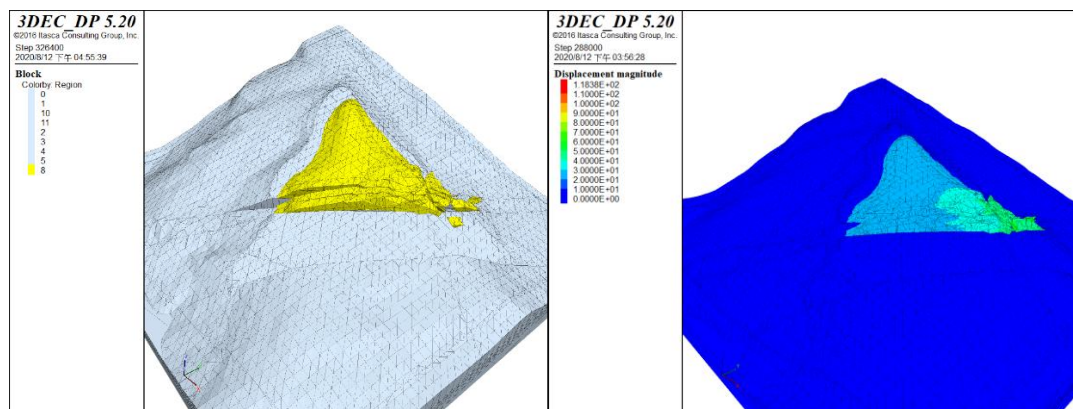 3DEC_DP 5.20
©2016 Itasca Consulting Group, Inc.
Step 326400
2020/8/12 下午 04:55:39
Block
Colorby: Region
0
1
10
11
2
3
4
5
8
3DEC_DP 5.20
©2016 Itasca Consulting Group, Inc.
Step 288000
2020/8/12 下午 03:56:28
Displacement magnitude
1.1838E+02
1.1000E+02
1.0000E+02
9.0000E+01
8.0000E+01
7.0000E+01
6.0000E+01
5.0000E+01
4.0000E+01
3.0000E+01
2.0000E+01
1.0000E+01
0.0000E+00